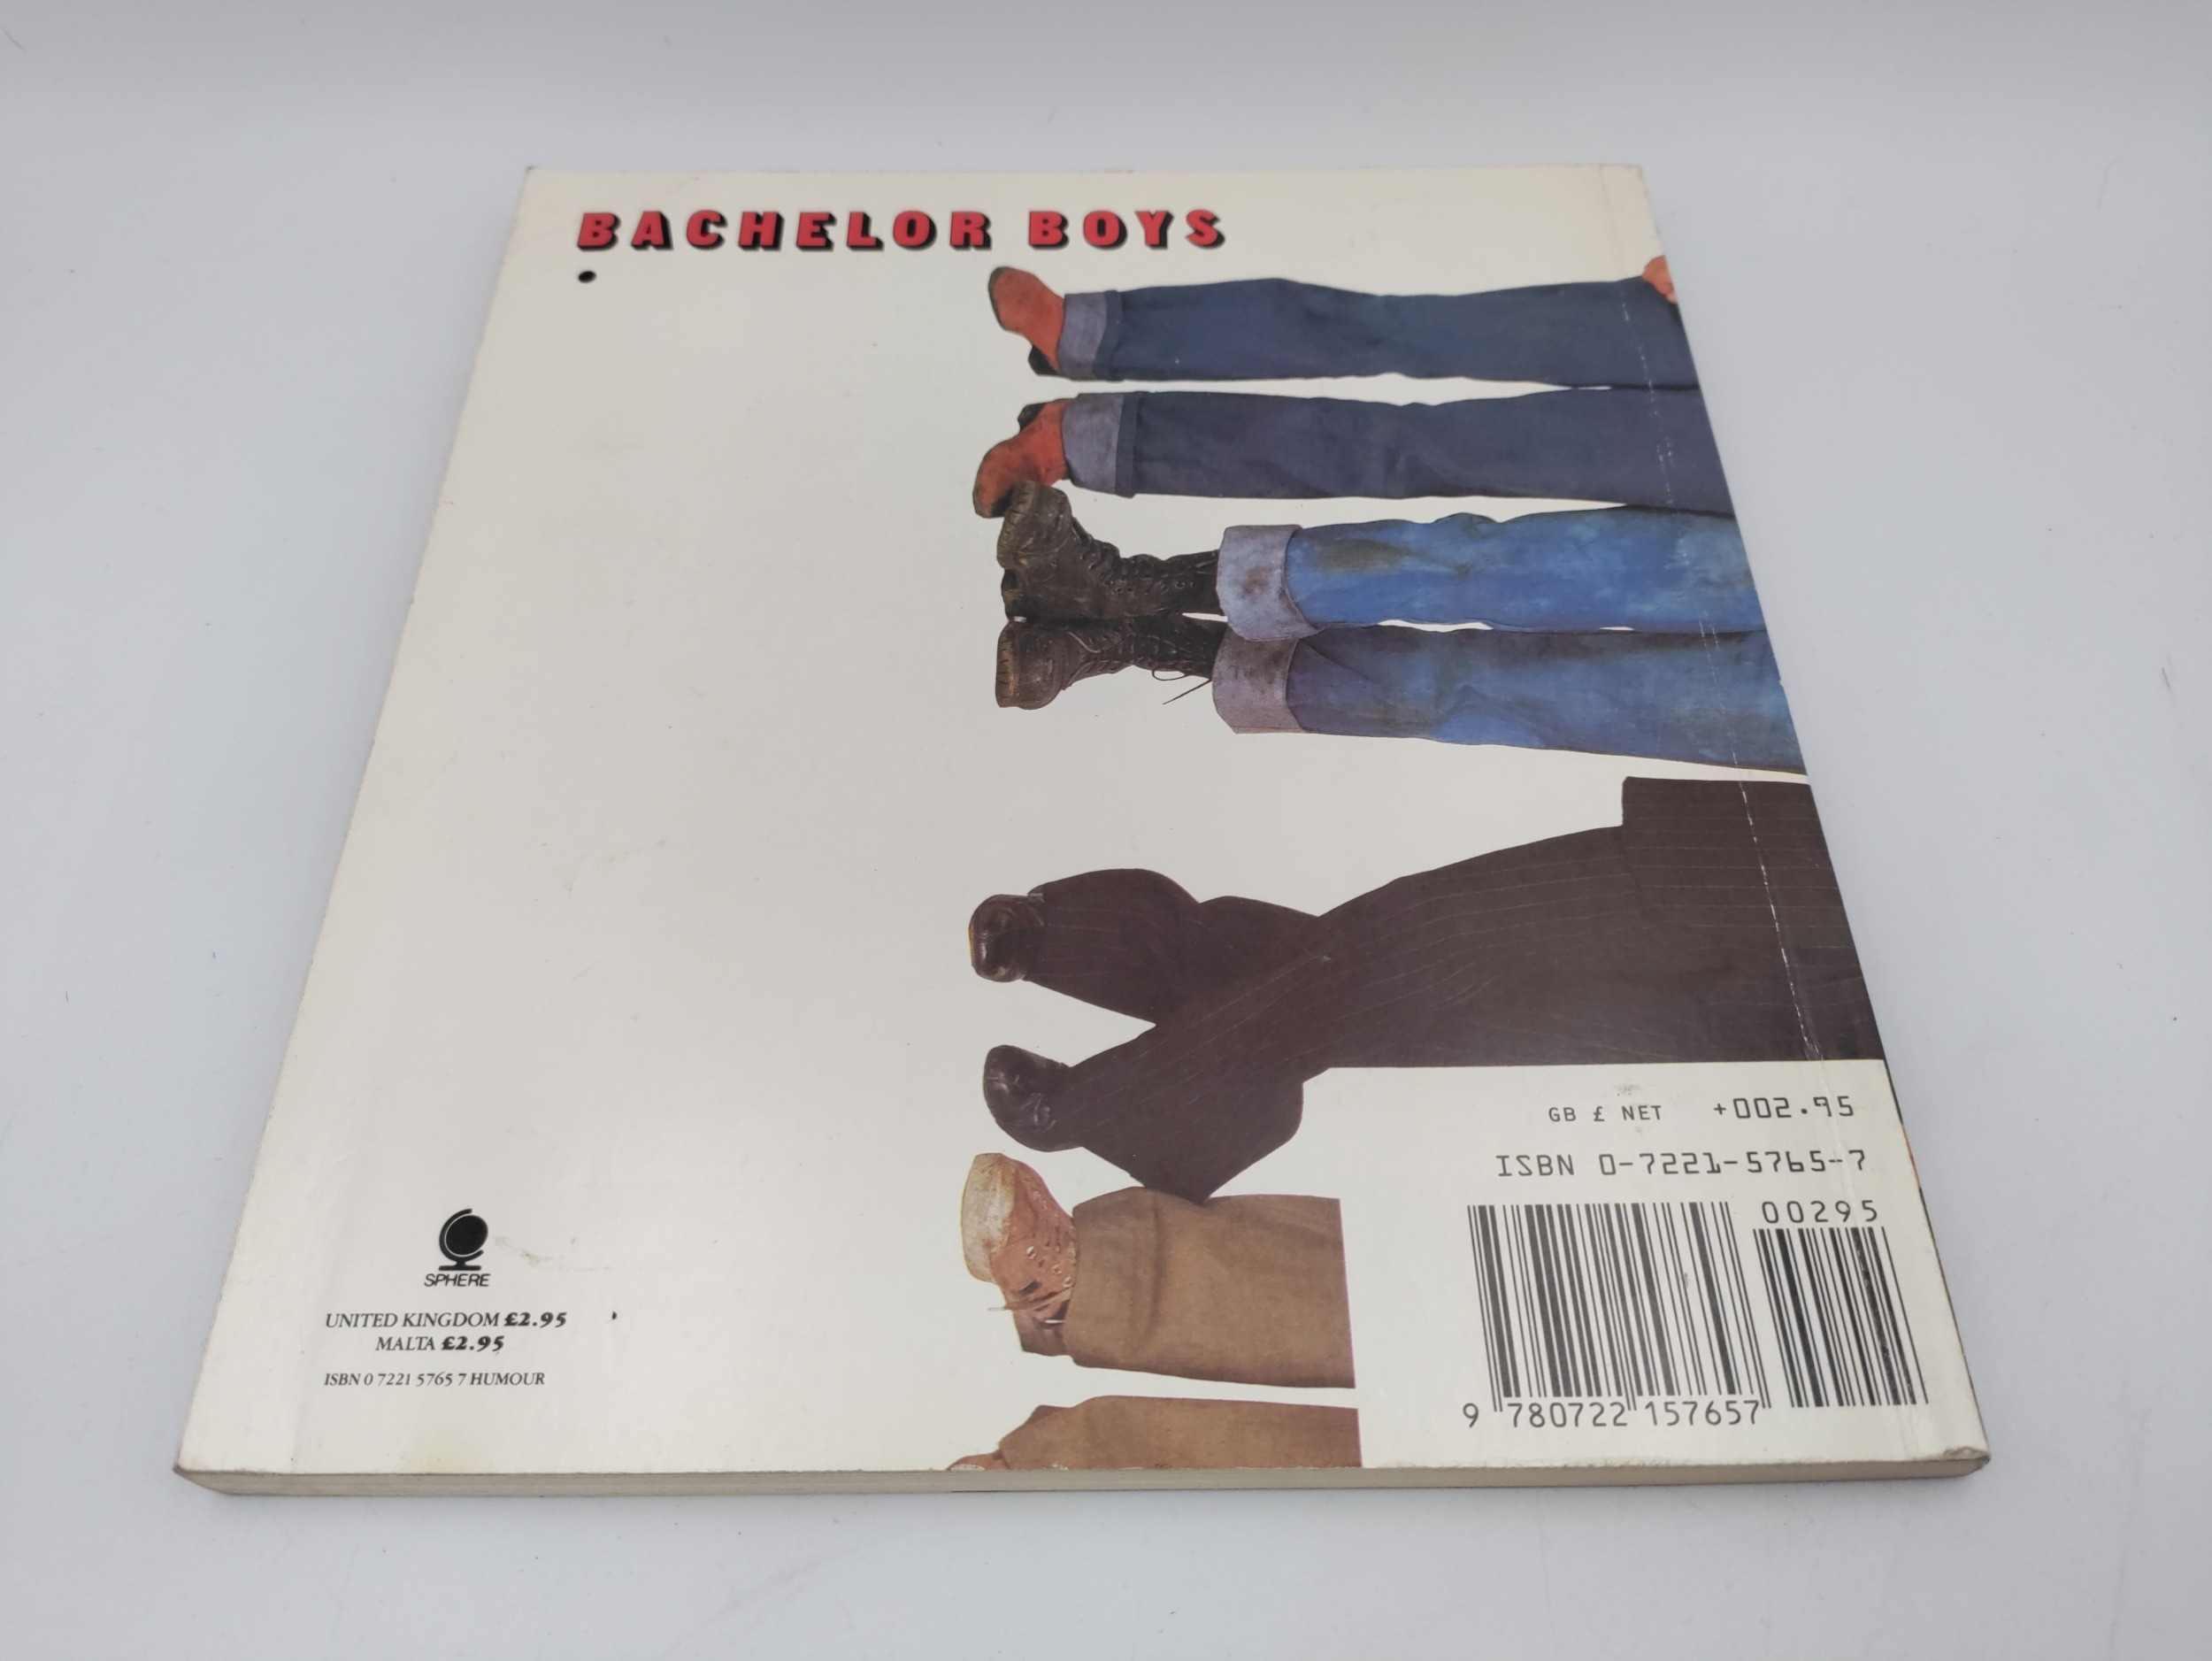 BACHELOR BOYS
GB £ NET +002.95
ISBN 0-7221-5765-7
00295
9 780722 157657
SPHERE
UNITED KINGDOM £2.95
MALTA £2.95
ISBN 0 7221 5765 7 HUMOUR